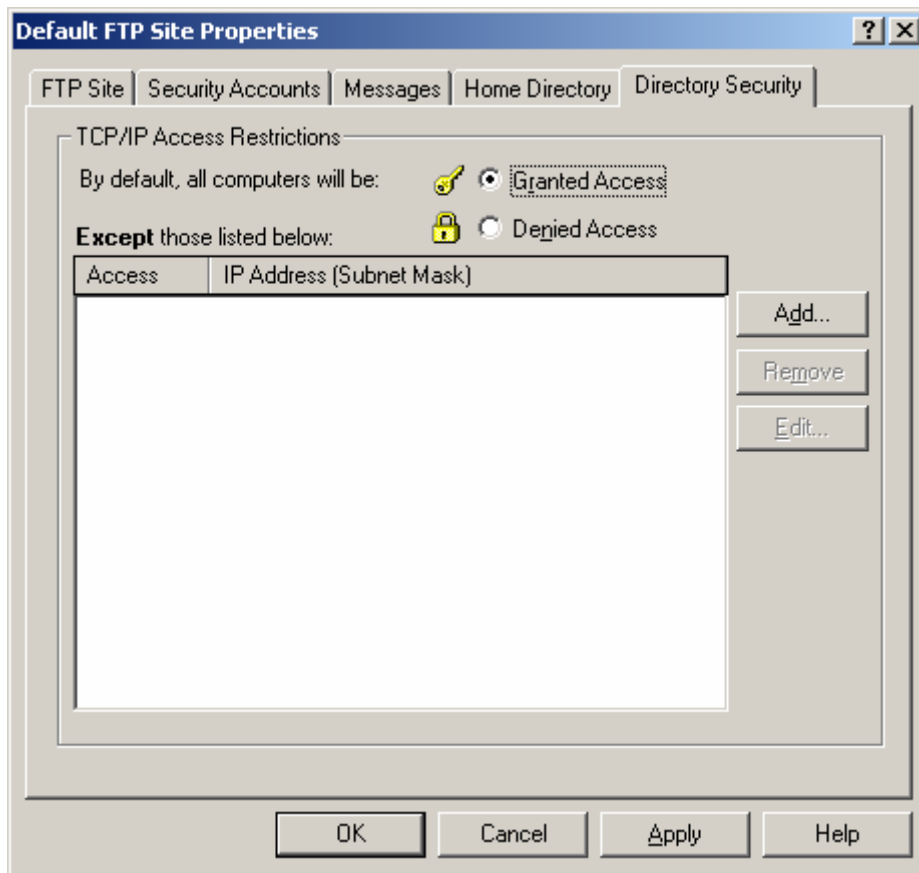 Default FTP Site Properties
FTP Site Security Accounts Messages Home Directory Directory Security
TCP/IP Access Restrictions
By default, all computers will be: Granted Access
Denied Access
Except those listed below:
Access IP Address (Subnet Mask)
Add...
Remove
Edit...
OK Cancel Apply Help